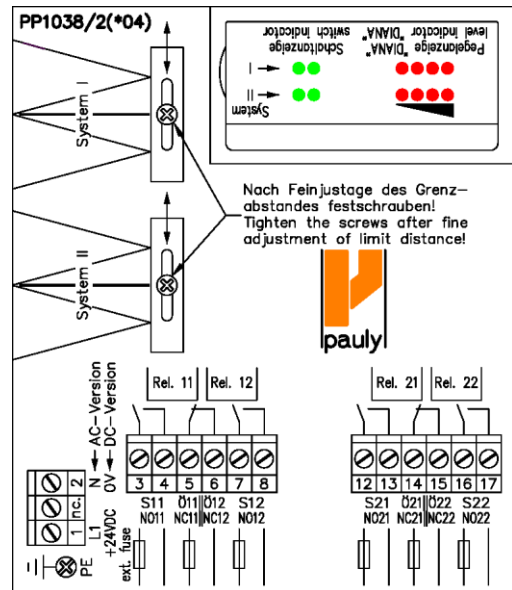 PP1038/2(*04)
System I
System II
Schaltanzeige
switch indicator
Pegelanzeige "DIANA"
level indicator "DIANA"
I
II
System
Nach Feinjustage des Grenz-
abstandes festschrauben!
Tighten the screws after fine
adjustment of limit distance!
pauly
AC-Version
DC-Version
Rel. 11
Rel. 12
Rel. 21
Rel. 22
N
0V
2
nc.
1
L1
+24VDC
PE
ext. fuse
3 4 5 6 7 8
S11 Ö11 Ö12 S12
NO11 NC11 NC12 NO12
12 13 14 15 16 17
S21 Ö21 Ö22 S22
NO21 NC21 NC22 NO22